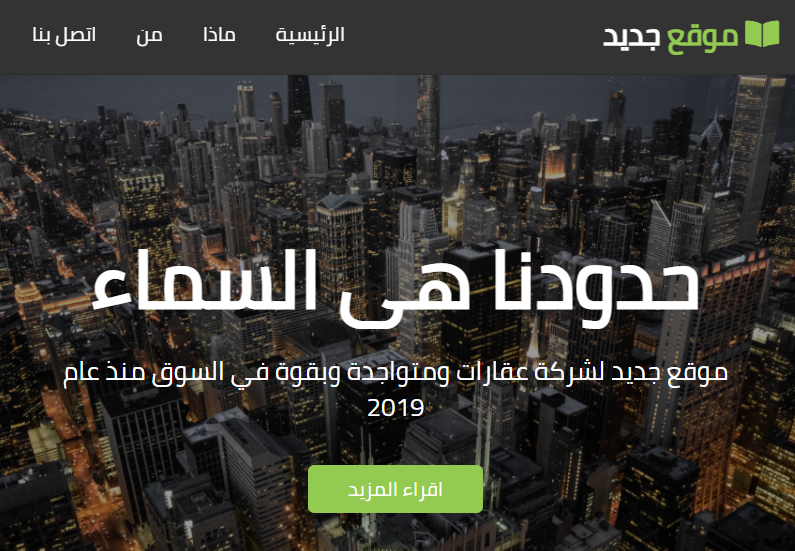 موقع جديد
الرئيسية
ماذا
من
اتصل بنا
حدودنا هى السماء
موقع جديد لشركة عقارات ومتواجدة وبقوة في السوق منذ عام
2019
اقراء المزيد